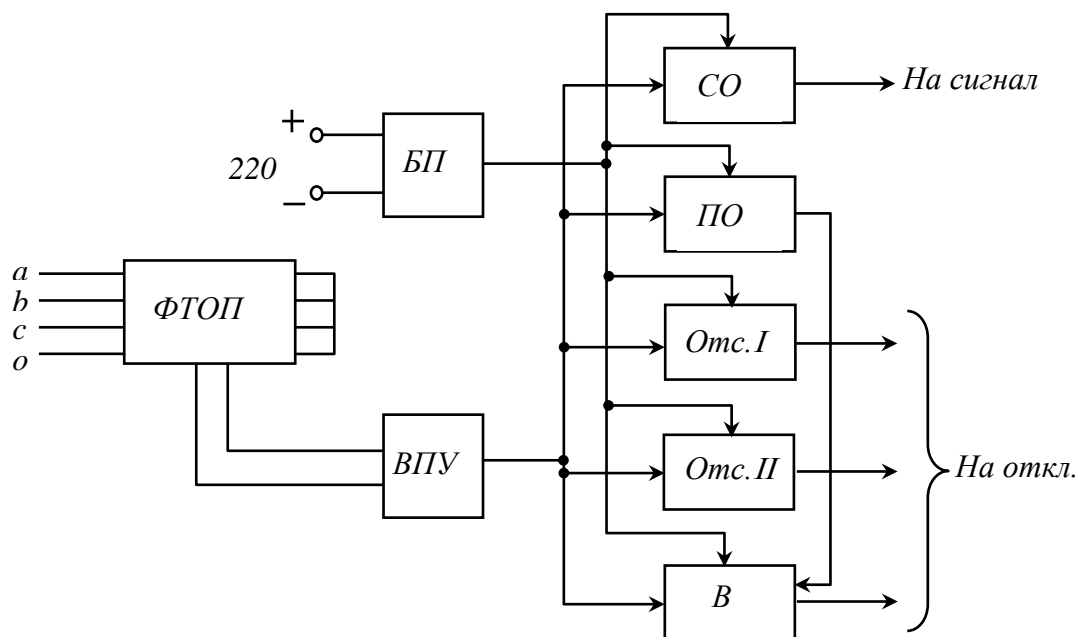 СО
На сигнал
+
220
−
БП
ПО
a
b
c
o
ФТОП
Отс. I
ВПУ
Отс. II
На откл.
В